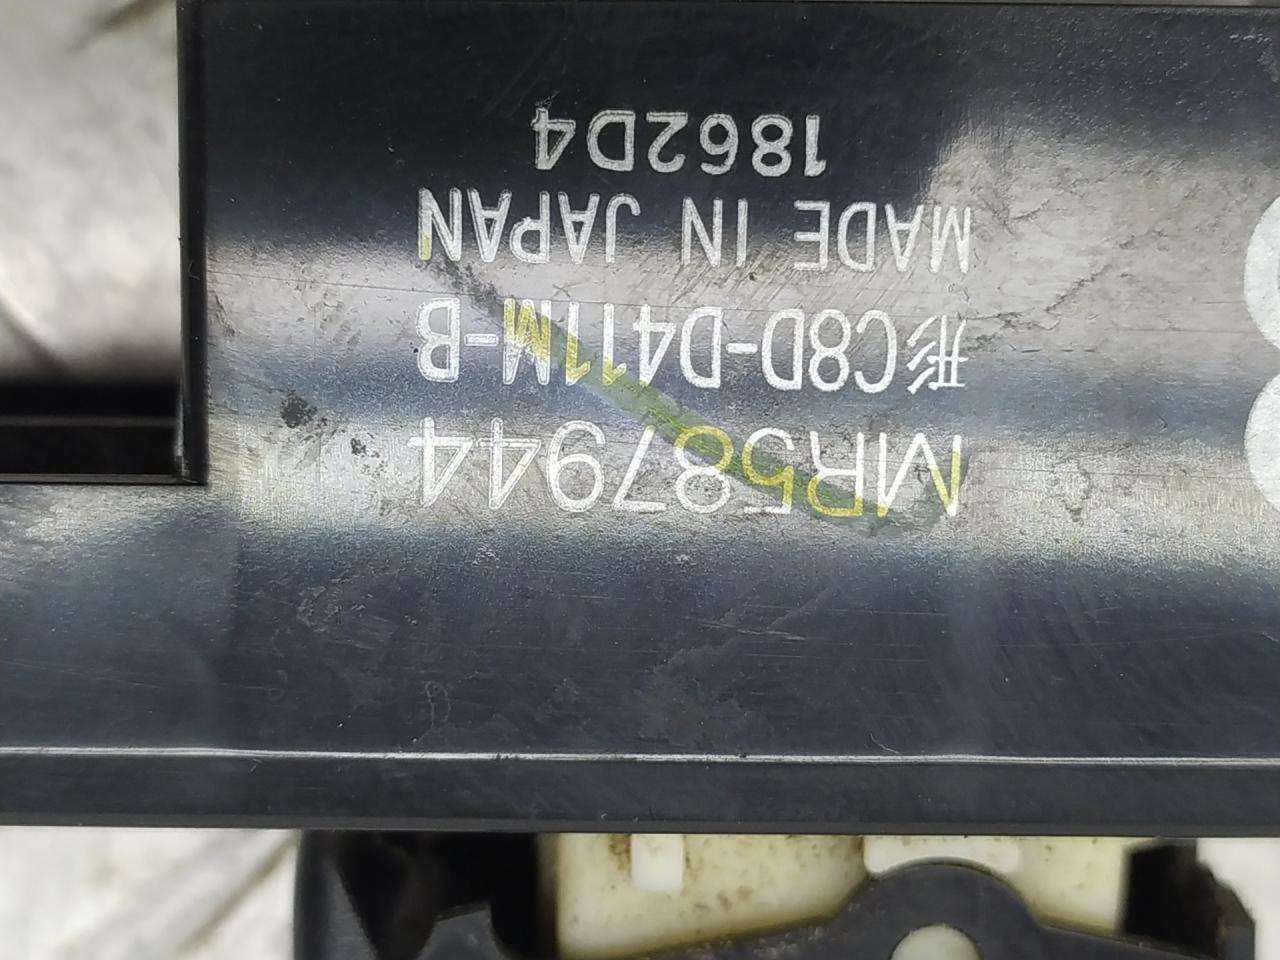 MR587944
形C8D-D411M-B
MADE IN JAPAN
1862D4